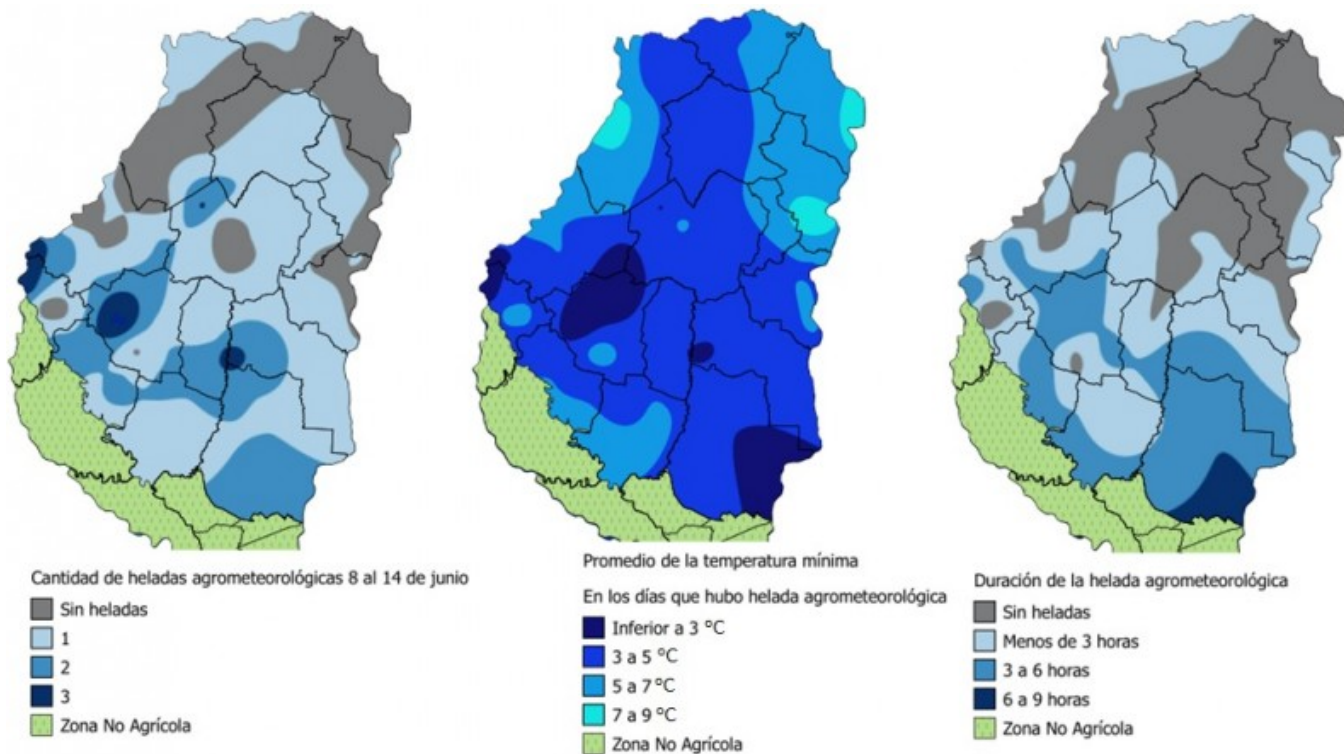 Cantidad de heladas agrometeorológicas 8 al 14 de junio
Sin heladas
1
2
3
Zona No Agrícola
Promedio de la temperatura mínima
En los días que hubo helada agrometeorológica
Inferior a 3 °C
3 a 5 °C
5 a 7 °C
7 a 9 °C
Zona No Agrícola
Duración de la helada agrometeorológica
Sin heladas
Menos de 3 horas
3 a 6 horas
6 a 9 horas
Zona No Agrícola